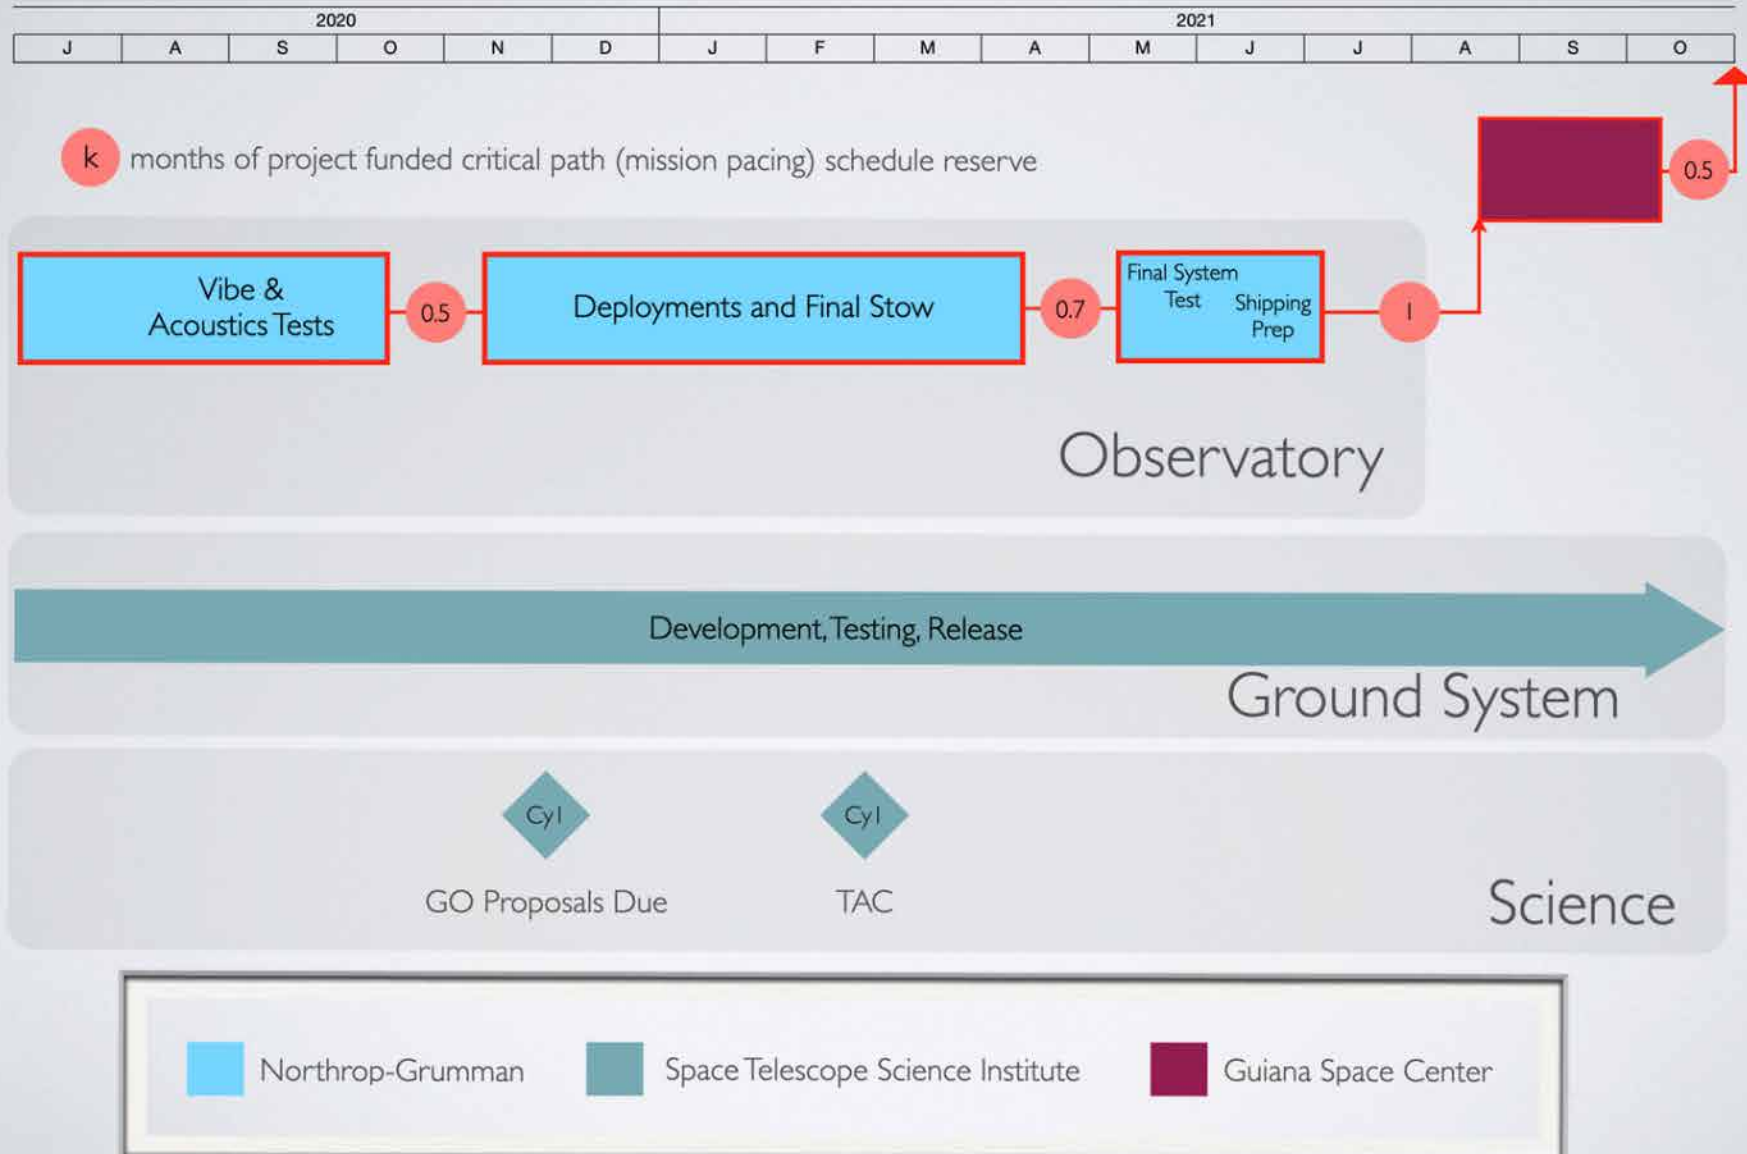 2020
2021
J A S O N D J F M A M J J A S O
k months of project funded critical path (mission pacing) schedule reserve
0.5
Vibe &
Acoustics Tests
0.5
Deployments and Final Stow
0.7
Final System
Test
Shipping
Prep
1
Observatory
Development, Testing, Release
Ground System
Cy1
Cy1
GO Proposals Due
TAC
Science
Northrop-Grumman
Space Telescope Science Institute
Guiana Space Center